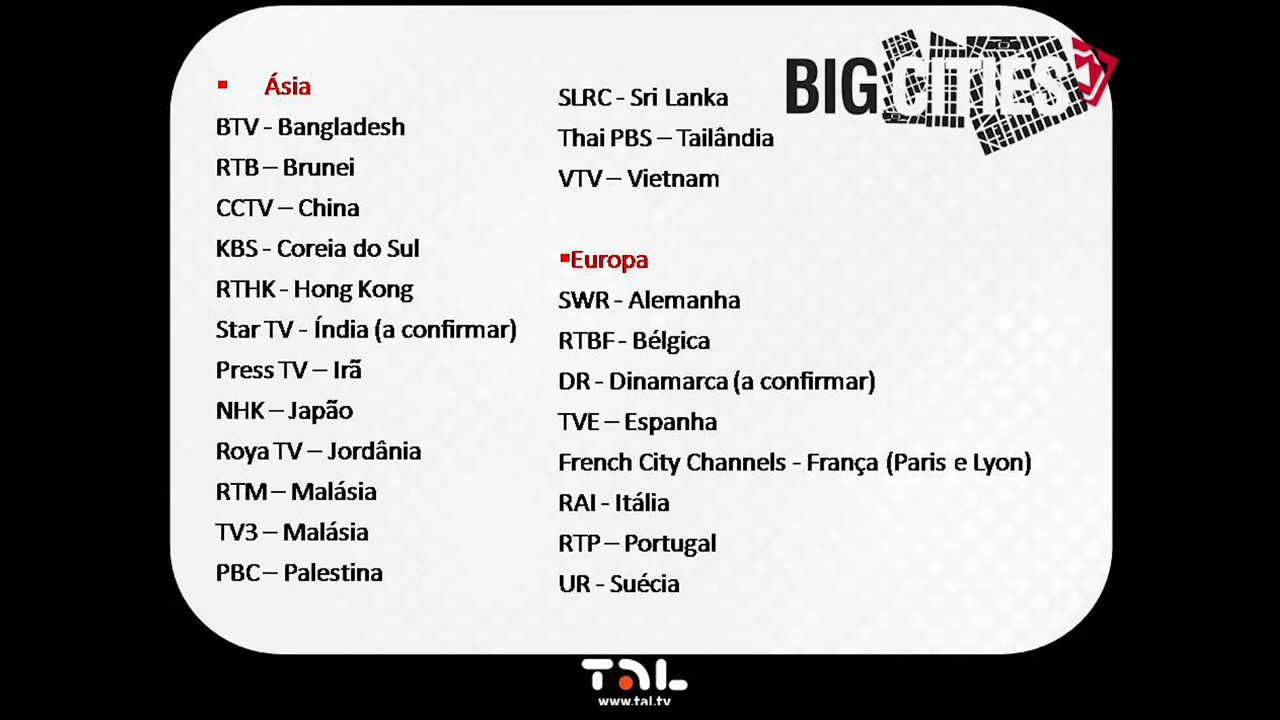 BIG CITIES
Ásia
BTV - Bangladesh
RTB – Brunei
CCTV – China
KBS - Coreia do Sul
RTHK - Hong Kong
Star TV - Índia (a confirmar)
Press TV – Irã
NHK – Japão
Roya TV – Jordânia
RTM – Malásia
TV3 – Malásia
PBC – Palestina
SLRC - Sri Lanka
Thai PBS – Tailândia
VTV – Vietnam
Europa
SWR - Alemanha
RTBF - Bélgica
DR - Dinamarca (a confirmar)
TVE – Espanha
French City Channels - França (Paris e Lyon)
RAI - Itália
RTP – Portugal
UR - Suécia
TAL
www.tal.tv